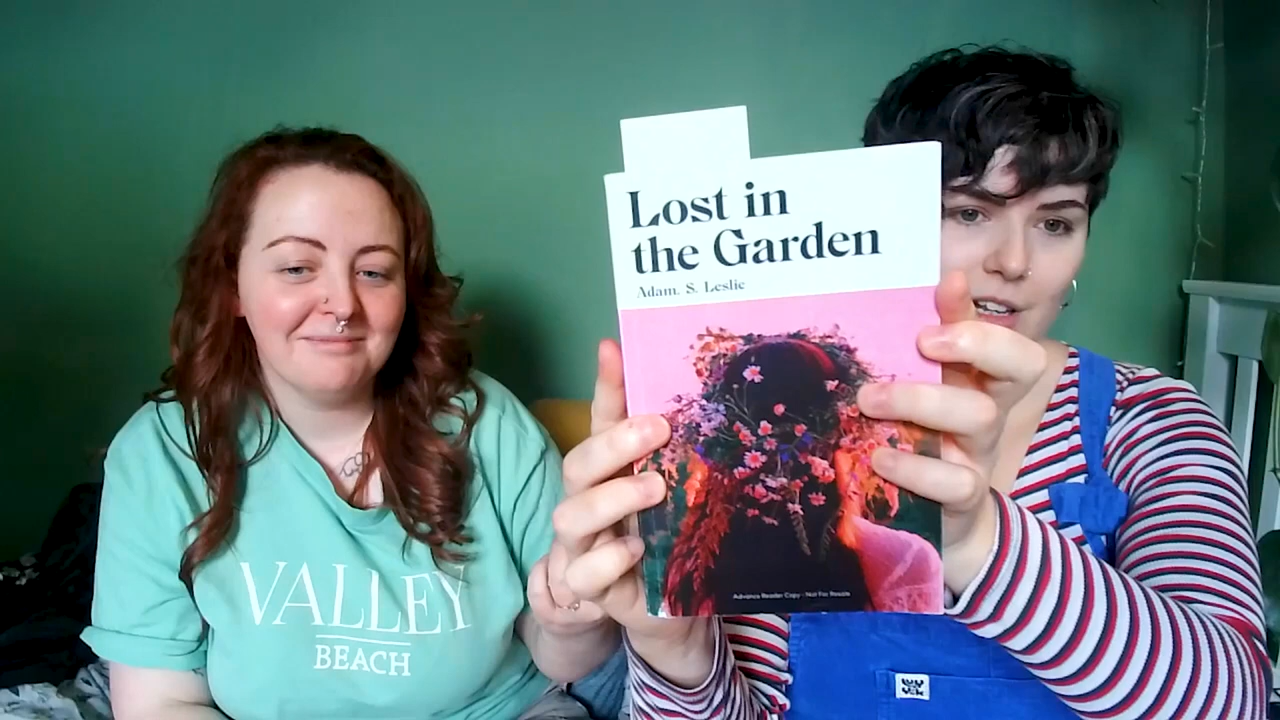 Lost in
the Garden
Adam. S. Leslie
Advance Reader Copy - Not For Resale
VALLEY
BEACH